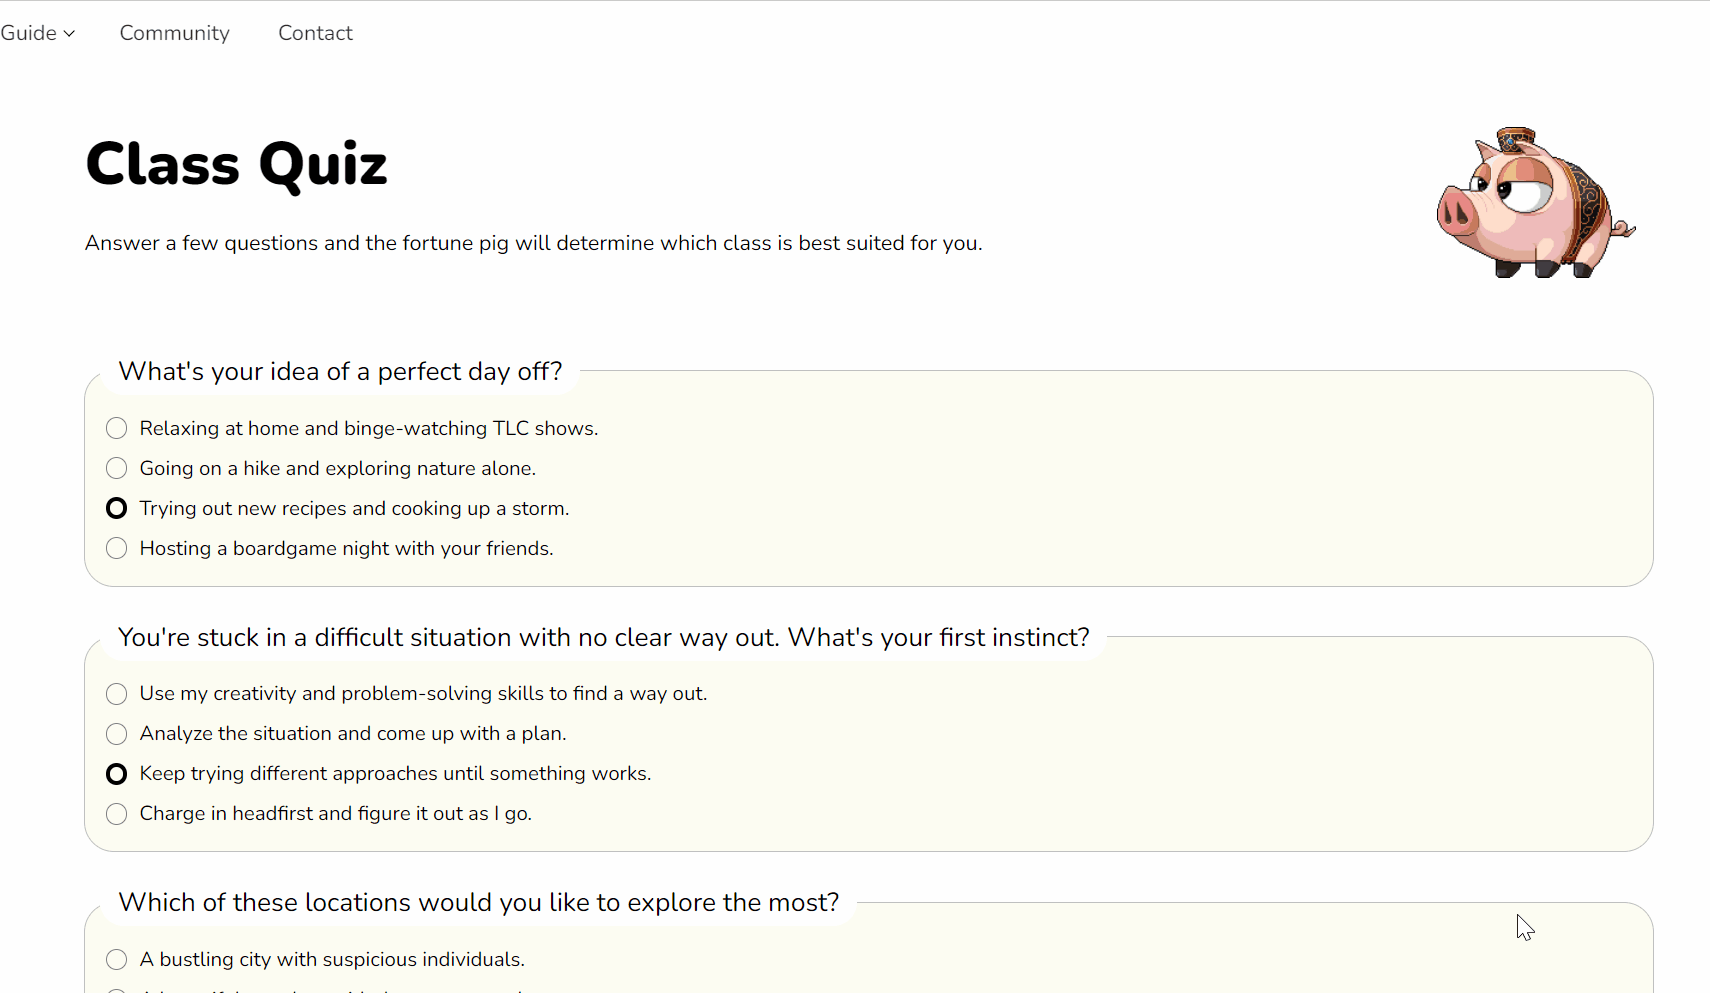 Guide
Community
Contact
Class Quiz
Answer a few questions and the fortune pig will determine which class is best suited for you.
What's your idea of a perfect day off?
Relaxing at home and binge-watching TLC shows.
Going on a hike and exploring nature alone.
Trying out new recipes and cooking up a storm.
Hosting a boardgame night with your friends.
You're stuck in a difficult situation with no clear way out. What's your first instinct?
Use my creativity and problem-solving skills to find a way out.
Analyze the situation and come up with a plan.
Keep trying different approaches until something works.
Charge in headfirst and figure it out as I go.
Which of these locations would you like to explore the most?
A bustling city with suspicious individuals.